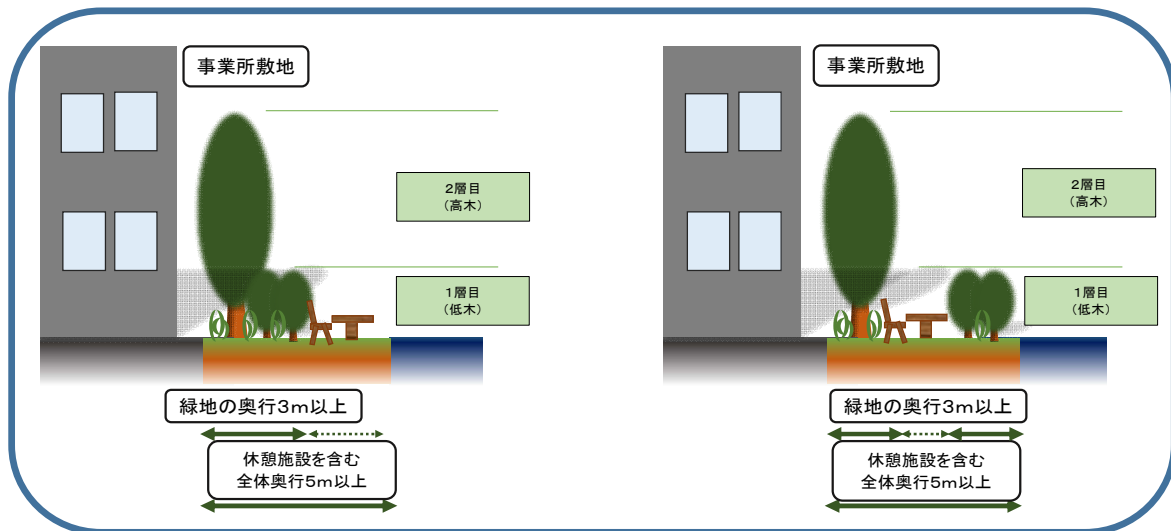 事業所敷地
2層目
（高木）
1層目
（低木）
緑地の奥行3ｍ以上
休憩施設を含む
全体奥行5ｍ以上
事業所敷地
2層目
（高木）
1層目
（低木）
緑地の奥行3ｍ以上
休憩施設を含む
全体奥行5ｍ以上